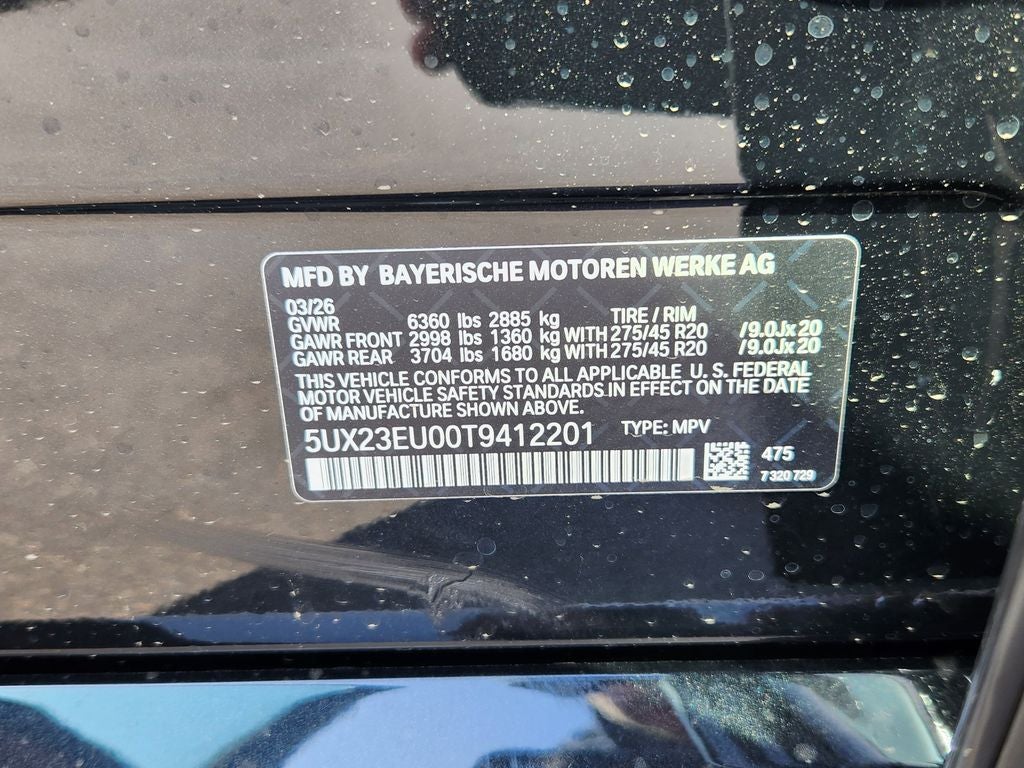 MFD BY BAYERISCHE MOTOREN WERKE AG
03/26 TIRE / RIM
GVWR 6360 lbs 2885 kg
GAWR FRONT 2998 lbs 1360 kg WITH 275/45 R20 /9.0Jx20
GAWR REAR 3704 lbs 1680 kg WITH 275/45 R20 /9.0Jx20
THIS VEHICLE CONFORMS TO ALL APPLICABLE U.S. FEDERAL
MOTOR VEHICLE SAFETY STANDARDS IN EFFECT ON THE DATE
OF MANUFACTURE SHOWN ABOVE.
5UX23EU00T9412201 TYPE: MPV
475
7 320 729